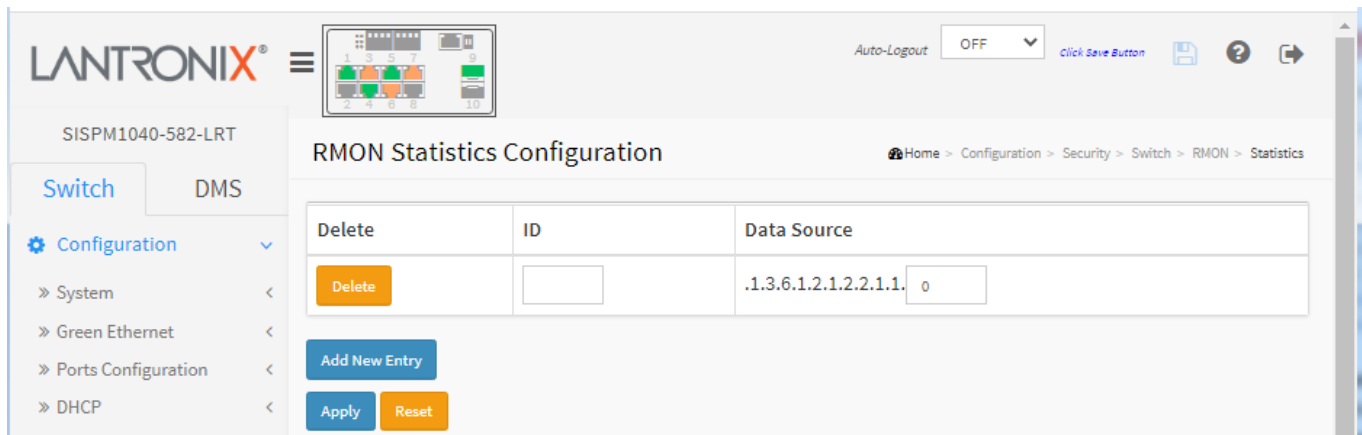 LANTRONIX®
1 3 5 7 9
2 4 6 8 10
Auto-Logout OFF Click Save Button
SISPM1040-582-LRT
Switch DMS
Configuration
» System
» Green Ethernet
» Ports Configuration
» DHCP
RMON Statistics Configuration
Home > Configuration > Security > Switch > RMON > Statistics
Delete ID Data Source
Delete .1.3.6.1.2.1.2.2.1.1. 0
Add New Entry
Apply Reset